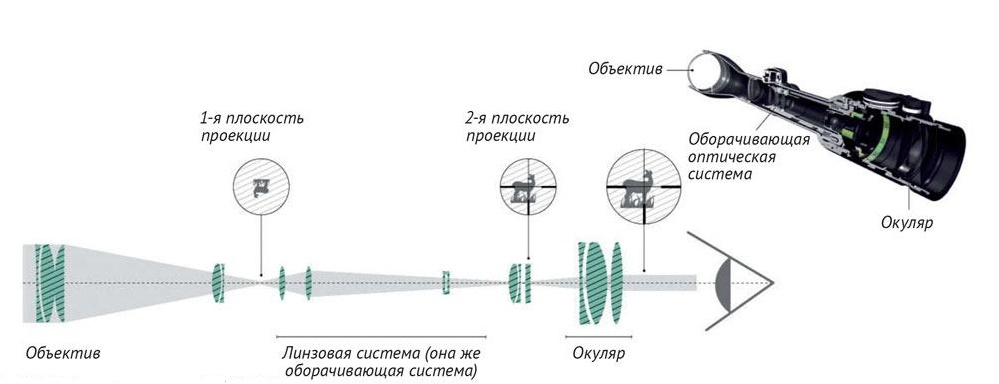 Объектив
1-я плоскость
проекции
2-я плоскость
проекции
Оборачивающая
оптическая
система
Окуляр
Объектив
Линзовая система (она же
оборачивающая система)
Окуляр